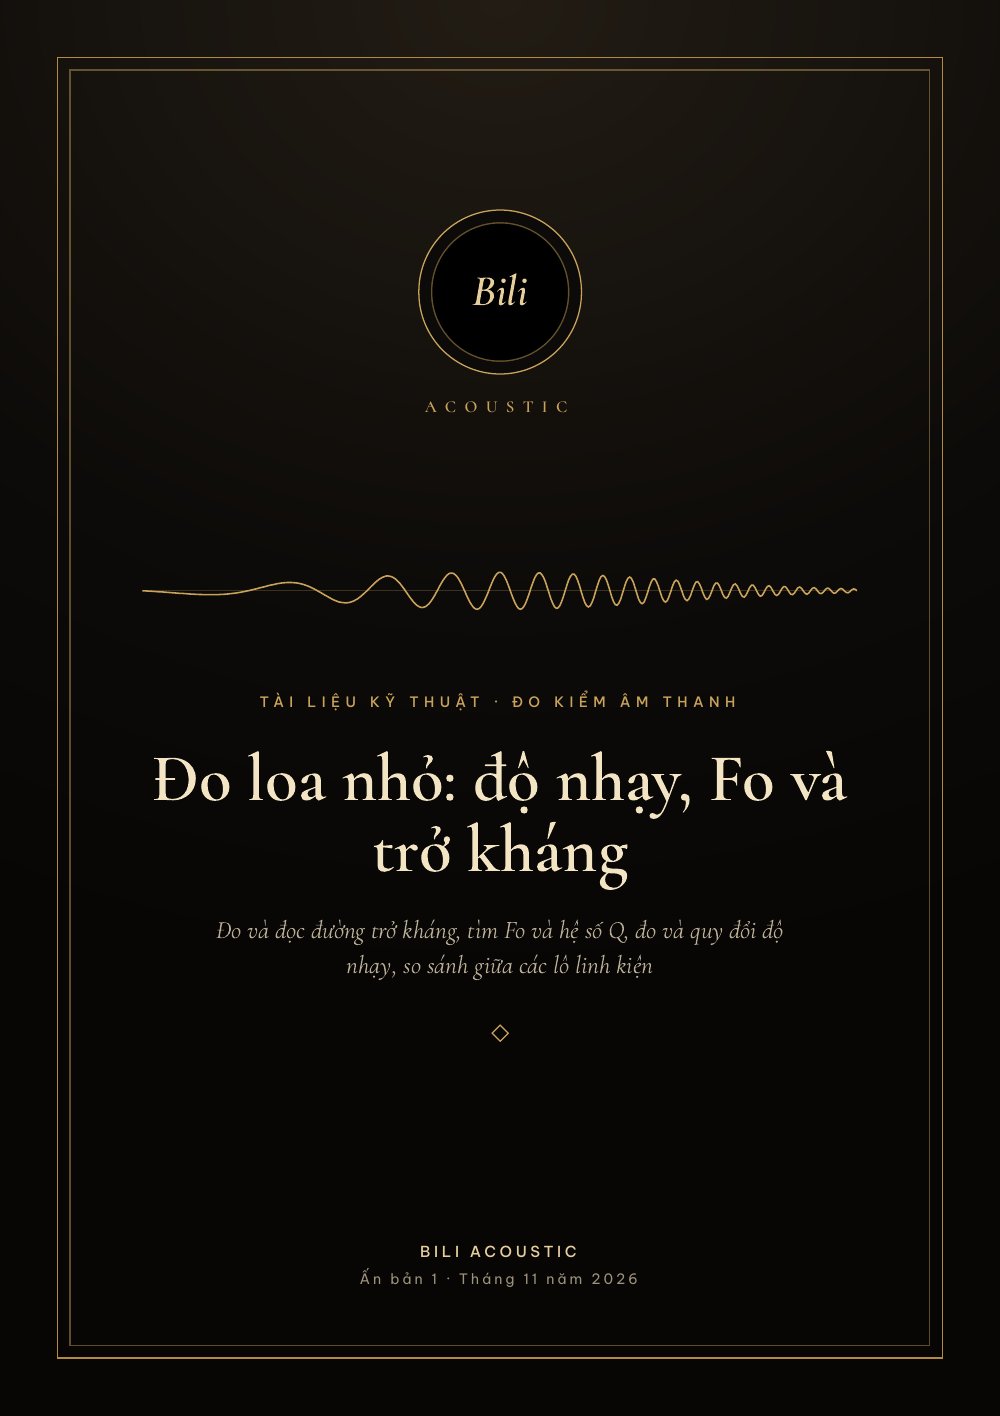 Bili
ACOUSTIC
TÀI LIỆU KỸ THUẬT · ĐO KIỂM ÂM THANH
Đo loa nhỏ: độ nhạy, Fo và
trở kháng
Đo và đọc đường trở kháng, tìm Fo và hệ số Q, đo và quy đổi độ
nhạy, so sánh giữa các lô linh kiện
BILI ACOUSTIC
Ấn bản 1 · Tháng 11 năm 2026